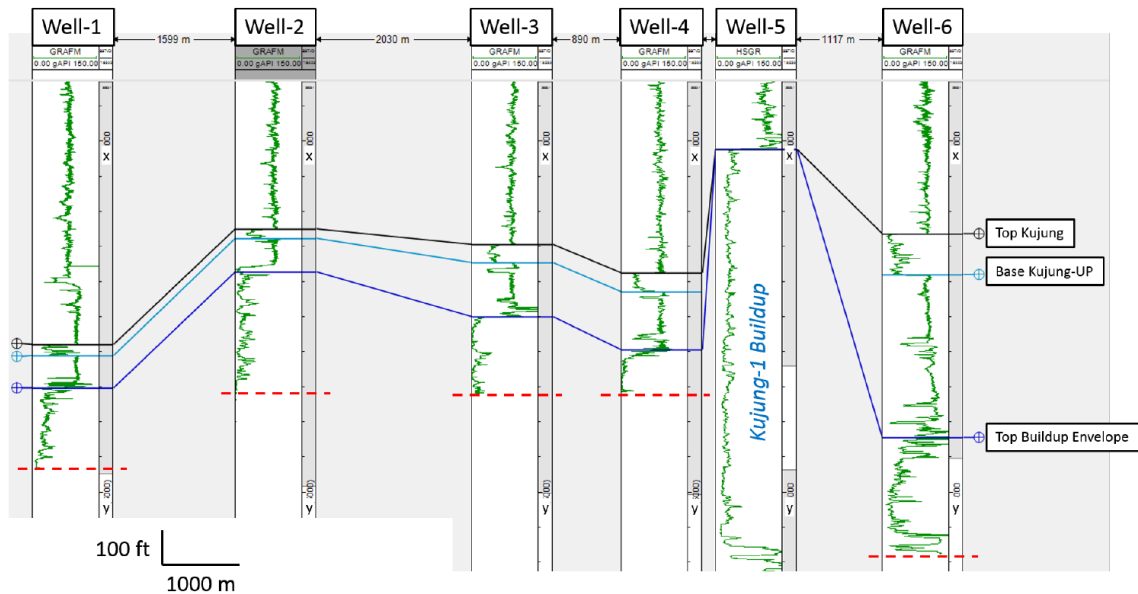 Well-1
Well-2
Well-3
Well-4
Well-5
Well-6
1599 m
2030 m
890 m
1117 m
GRAFM
GRAFM
GRAFM
GRAFM
HSGR
GRAFM
0.00 gAPI 150.00
0.00 gAPI 150.00
0.00 gAPI 150.00
0.00 gAPI 150.00
0.00 gAPI 150.00
0.00 gAPI 150.00
x
x
x
x
x
x
Top Kujung
Base Kujung-UP
Kujung-1 Buildup
Top Buildup Envelope
y
y
y
y
y
y
100 ft
1000 m